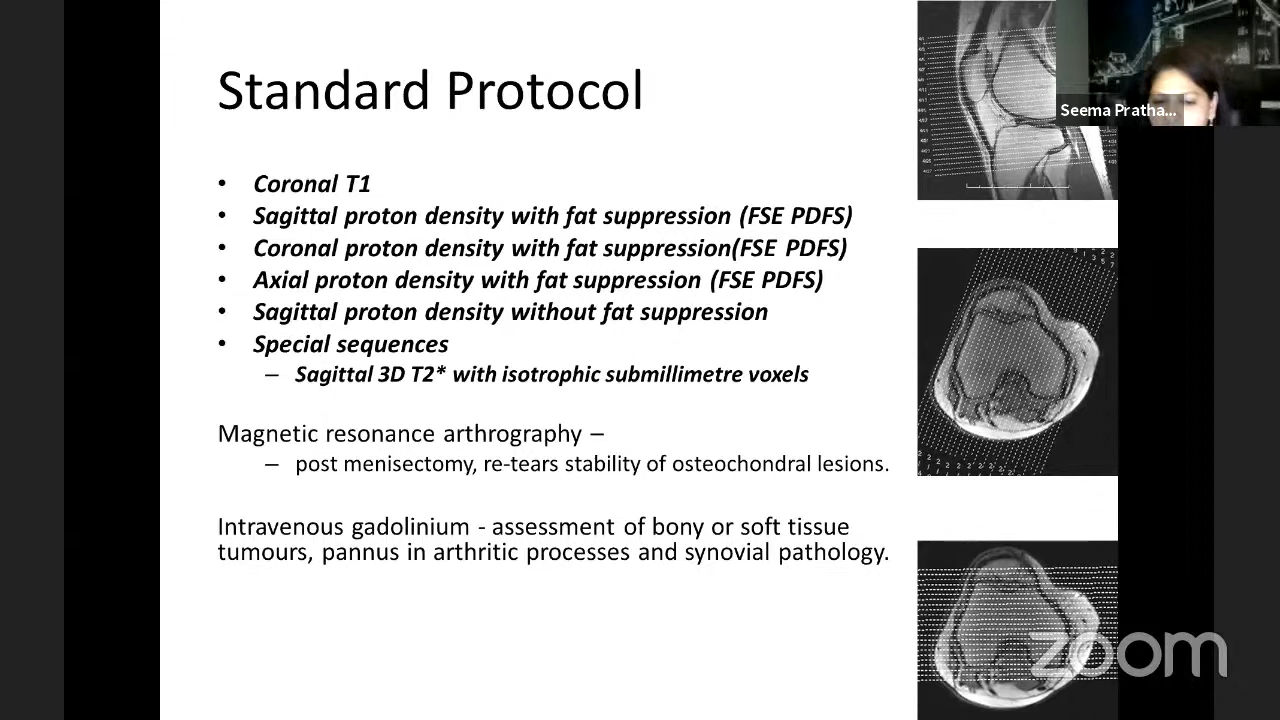 Standard Protocol
• Coronal T1
• Sagittal proton density with fat suppression (FSE PDFS)
• Coronal proton density with fat suppression(FSE PDFS)
• Axial proton density with fat suppression (FSE PDFS)
• Sagittal proton density without fat suppression
• Special sequences
– Sagittal 3D T2* with isotrophic submillimetre voxels
Magnetic resonance arthrography –
– post menisectomy, re-tears stability of osteochondral lesions.
Intravenous gadolinium - assessment of bony or soft tissue
tumours, pannus in arthritic processes and synovial pathology.
Seema Pratha...
zoom